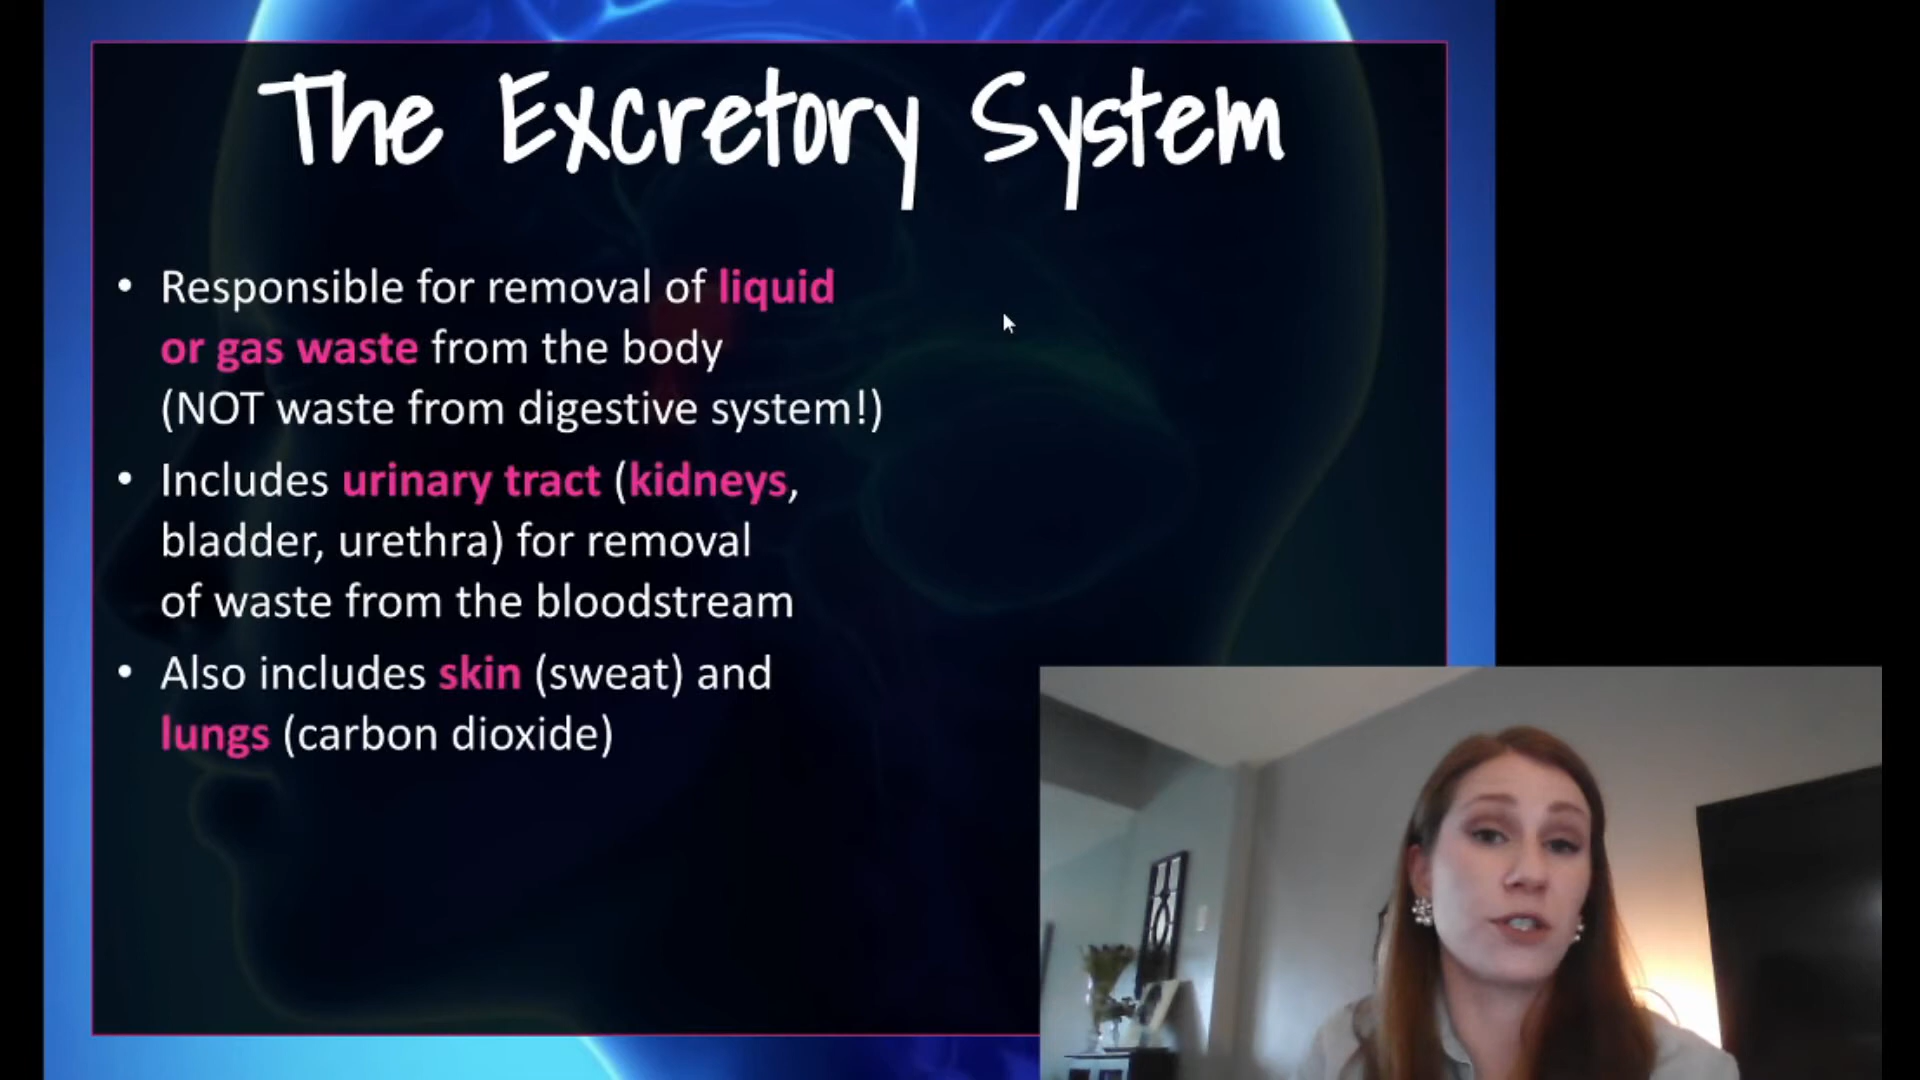 The Excretory System
• Responsible for removal of liquid
or gas waste from the body
(NOT waste from digestive system!)
• Includes urinary tract (kidneys,
bladder, urethra) for removal
of waste from the bloodstream
• Also includes skin (sweat) and
lungs (carbon dioxide)